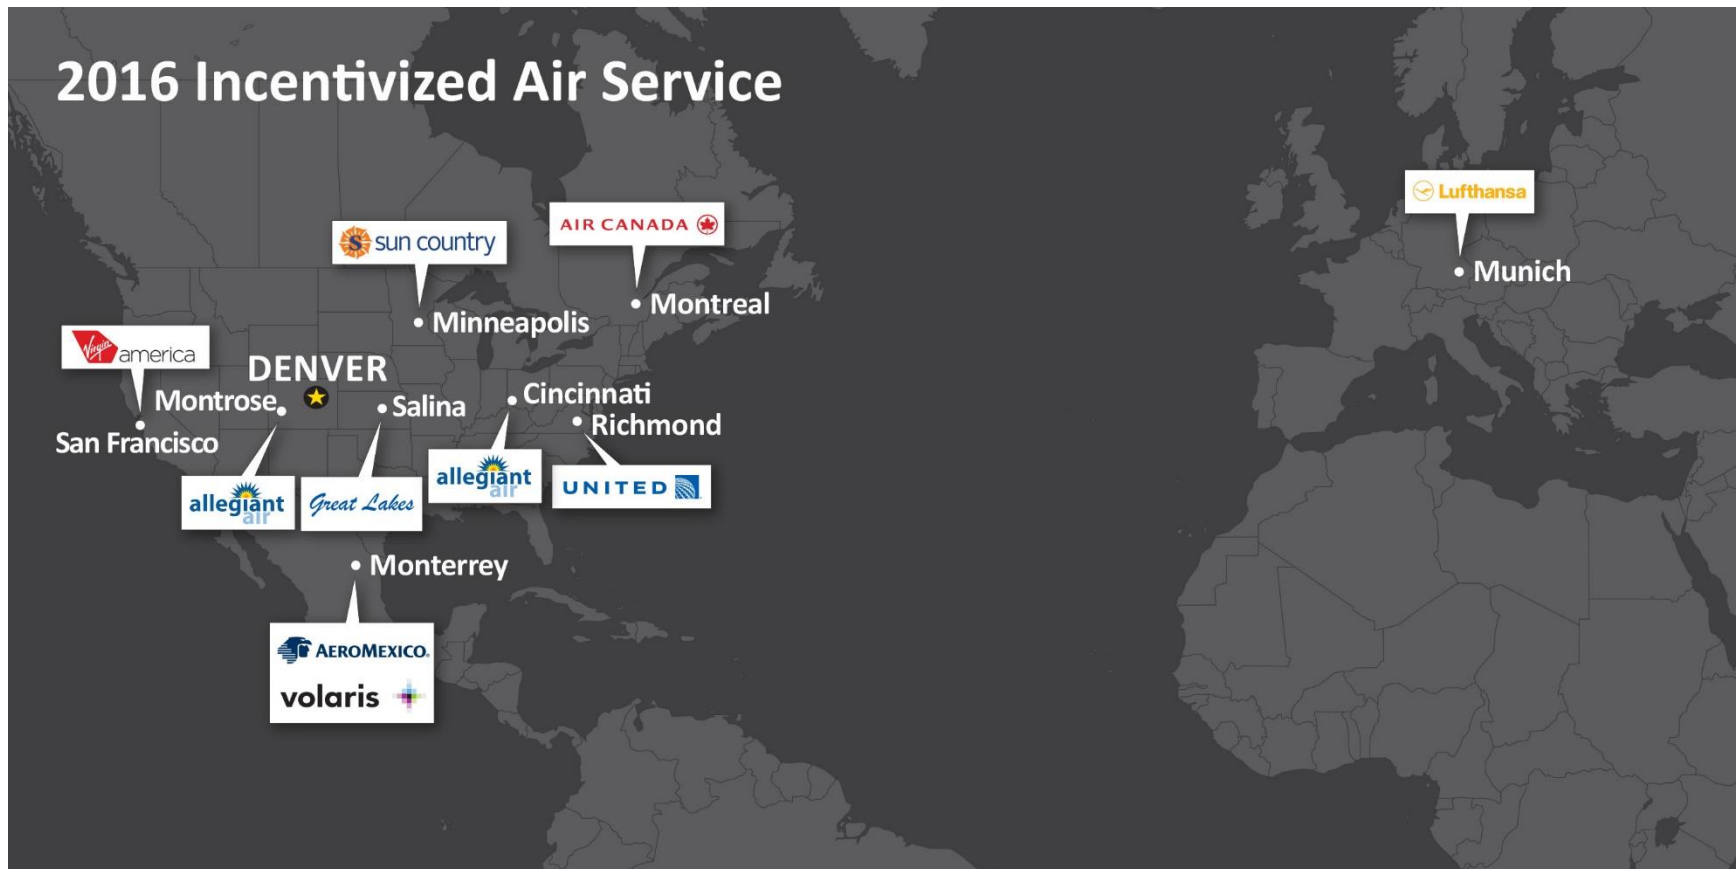 2016 Incentivized Air Service
Lufthansa
AIR CANADA
sun country
Munich
Montreal
Minneapolis
Virgin america
DENVER
Montrose
Salina
Cincinnati
Richmond
San Francisco
allegiant
air
Great Lakes
allegiant
air
UNITED
Monterrey
AEROMEXICO.
volaris